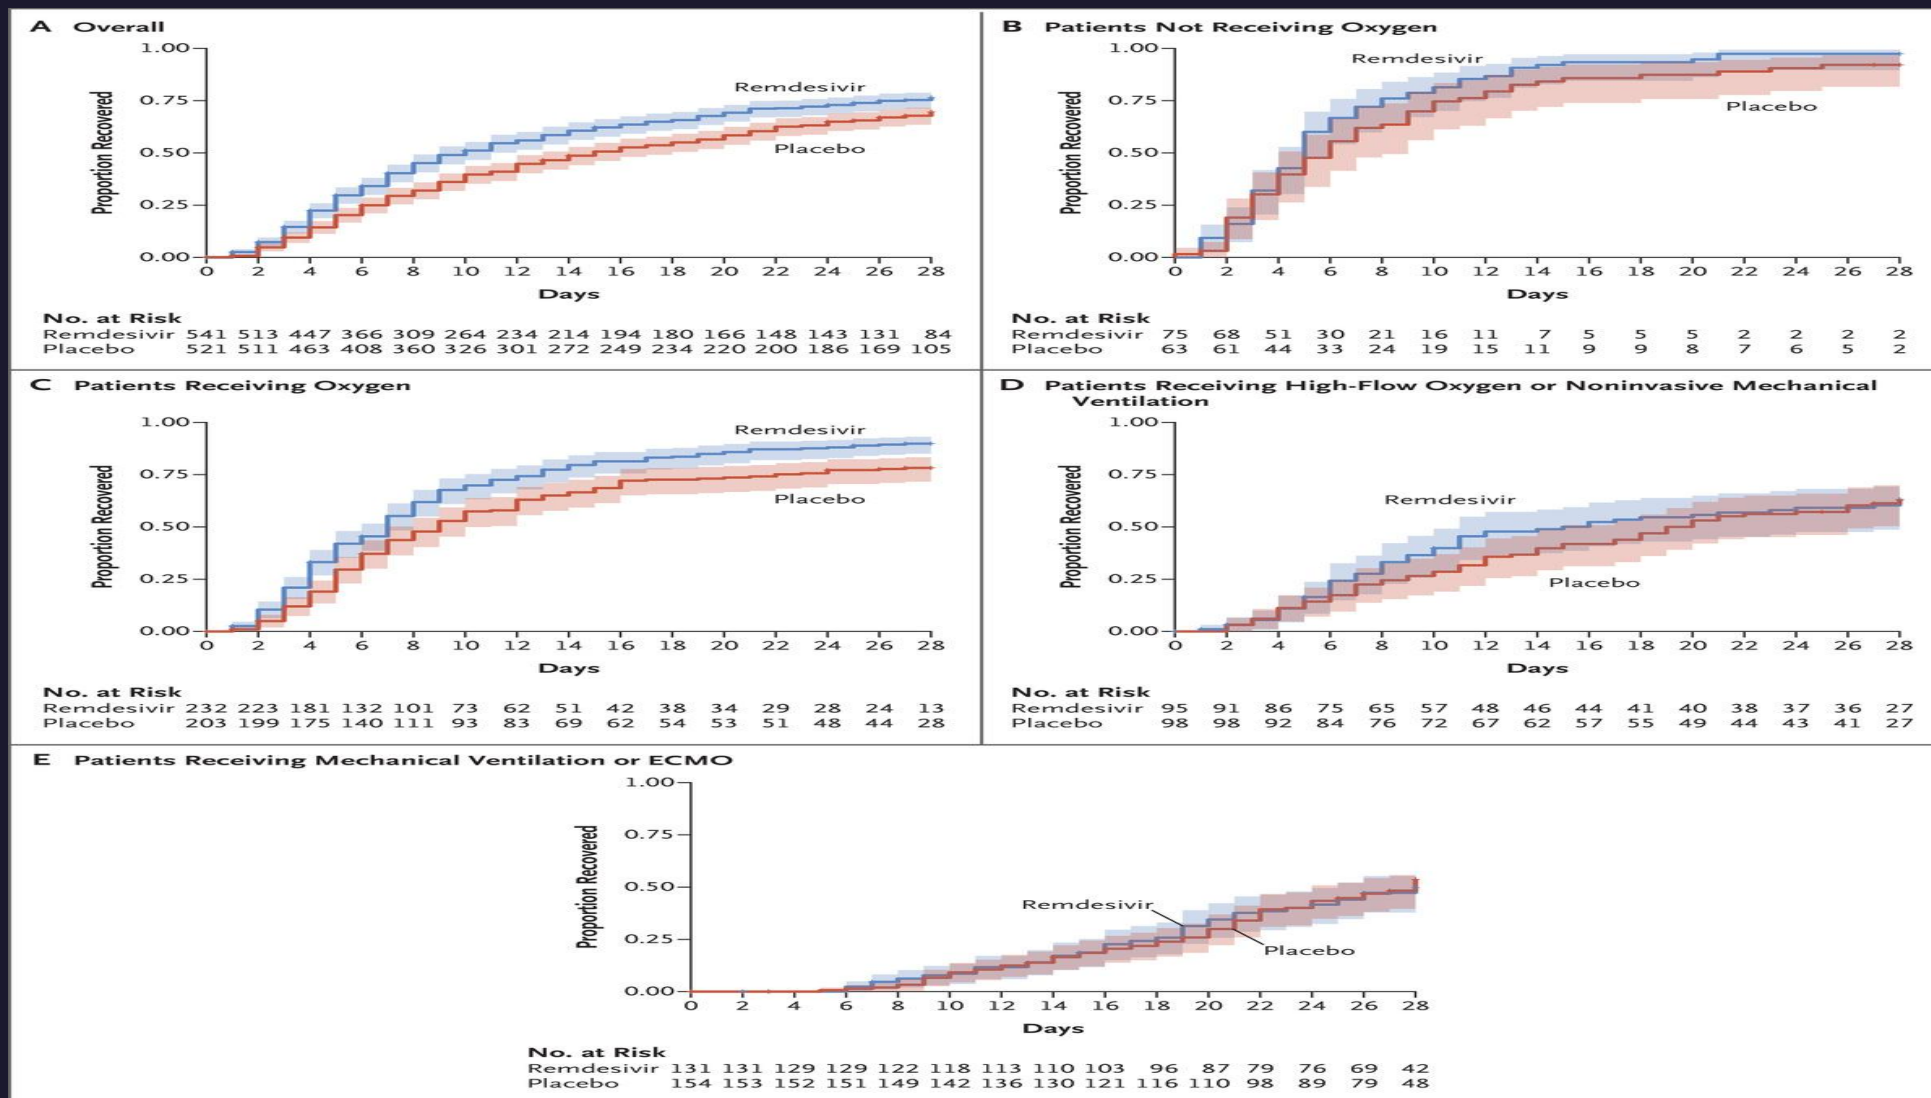 A Overall
1.00
0.75
0.50
0.25
0.00
Proportion Recovered
Remdesivir
Placebo
0 2 4 6 8 10 12 14 16 18 20 22 24 26 28
Days
No. at Risk
Remdesivir 541 513 447 366 309 264 234 214 194 180 166 148 143 131 84
Placebo 521 511 463 408 360 326 301 272 249 234 220 200 186 169 105
B Patients Not Receiving Oxygen
1.00
0.75
0.50
0.25
0.00
Proportion Recovered
Remdesivir
Placebo
0 2 4 6 8 10 12 14 16 18 20 22 24 26 28
Days
No. at Risk
Remdesivir 75 68 51 30 21 16 11 7 5 5 5 2 2 2 2
Placebo 63 61 44 33 24 19 15 11 9 9 8 7 6 5 2
C Patients Receiving Oxygen
1.00
0.75
0.50
0.25
0.00
Proportion Recovered
Remdesivir
Placebo
0 2 4 6 8 10 12 14 16 18 20 22 24 26 28
Days
No. at Risk
Remdesivir 232 223 181 132 101 73 62 51 42 38 34 29 28 24 13
Placebo 203 199 175 140 111 93 83 69 62 54 53 51 48 44 28
D Patients Receiving High-Flow Oxygen or Noninvasive Mechanical
Ventilation
1.00
0.75
0.50
0.25
0.00
Proportion Recovered
Remdesivir
Placebo
0 2 4 6 8 10 12 14 16 18 20 22 24 26 28
Days
No. at Risk
Remdesivir 95 91 86 75 65 57 48 46 44 41 40 38 37 36 27
Placebo 98 98 92 84 76 72 67 62 57 55 49 44 43 41 27
E Patients Receiving Mechanical Ventilation or ECMO
1.00
0.75
0.50
0.25
0.00
Proportion Recovered
Remdesivir
Placebo
0 2 4 6 8 10 12 14 16 18 20 22 24 26 28
Days
No. at Risk
Remdesivir 131 131 129 129 122 118 113 110 103 96 87 79 76 69 42
Placebo 154 153 152 151 149 142 136 130 121 116 110 98 89 79 48